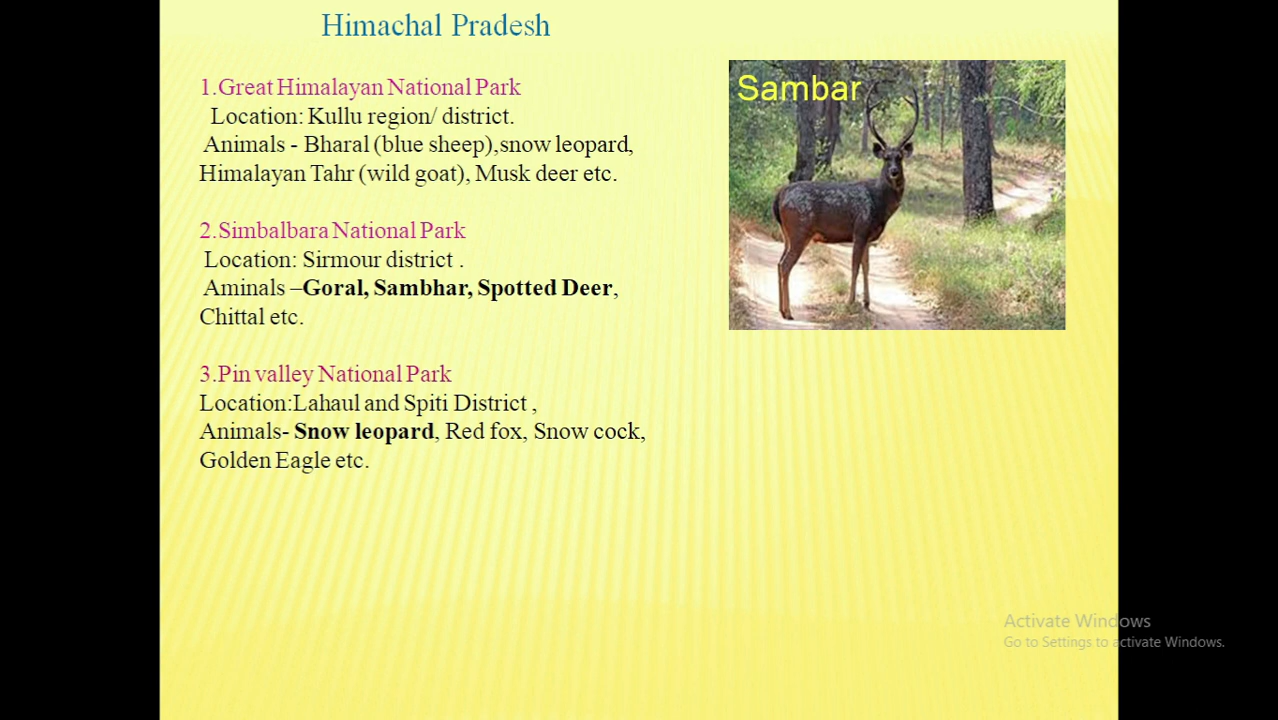 Himachal Pradesh
1.Great Himalayan National Park
Location: Kullu region/ district.
Animals - Bharal (blue sheep),snow leopard,
Himalayan Tahr (wild goat), Musk deer etc.
2.Simbalbara National Park
Location: Sirmour district .
Aminals –Goral, Sambhar, Spotted Deer,
Chittal etc.
3.Pin valley National Park
Location:Lahaul and Spiti District ,
Animals- Snow leopard, Red fox, Snow cock,
Golden Eagle etc.
Sambar
Activate Windows
Go to Settings to activate Windows.